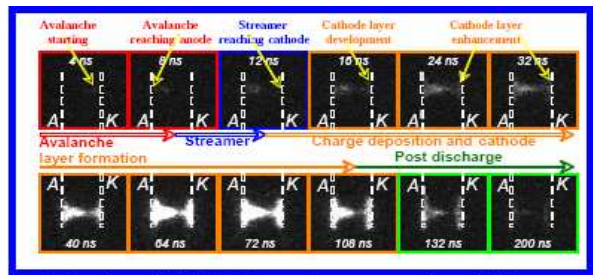 Avalanche starting
Avalanche reaching anode
Streamer reaching cathode
Cathode layer development
Cathode layer enhancement
4 ns
8 ns
12 ns
16 ns
24 ns
32 ns
A K A K A K A K A K A K
Avalanche
Streamer
Charge deposition and cathode
layer formation
Post discharge
A K A K A K A K A K A K
40 ns
64 ns
72 ns
108 ns
132 ns
200 ns